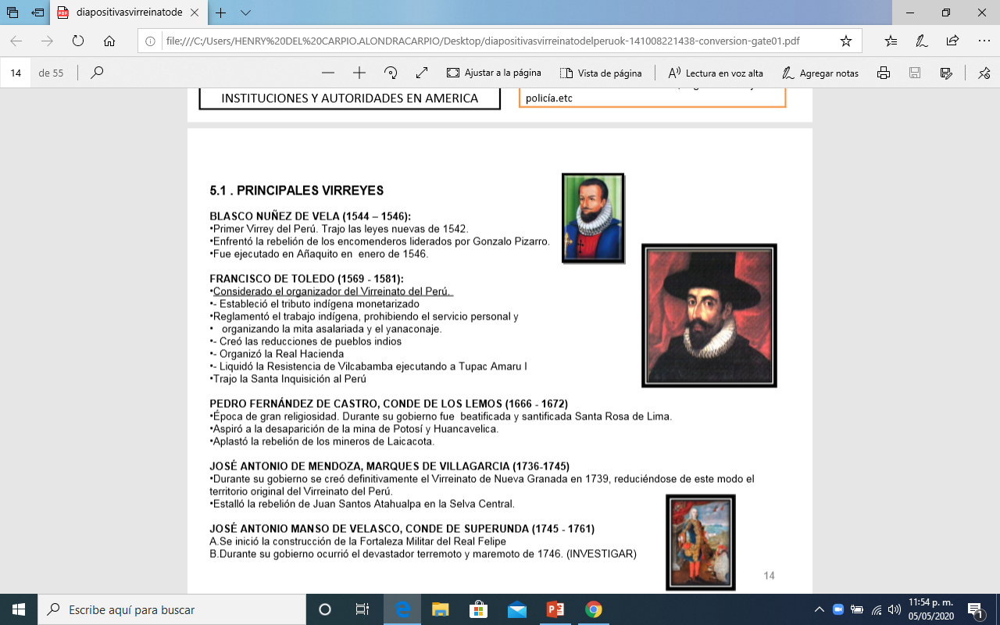 diapositivasvirreinatode
file:///C:/Users/HENRY%20DEL%20CARPIO.ALONDRACARPIO/Desktop/diapositivasvirreinatodelperuok-141008221438-conversion-gate01.pdf
14 de 55 Ajustar a la página Vista de página Lectura en voz alta Agregar notas
INSTITUCIONES Y AUTORIDADES EN AMERICA
policía.etc
5.1 . PRINCIPALES VIRREYES
BLASCO NUÑEZ DE VELA (1544 – 1546):
•Primer Virrey del Perú. Trajo las leyes nuevas de 1542.
•Enfrentó la rebelión de los encomenderos liderados por Gonzalo Pizarro.
•Fue ejecutado en Añaquito en enero de 1546.
FRANCISCO DE TOLEDO (1569 - 1581):
•Considerado el organizador del Virreinato del Perú.
•- Estableció el tributo indígena monetarizado
•Reglamentó el trabajo indígena, prohibiendo el servicio personal y
• organizando la mita asalariada y el yanaconaje.
•- Creó las reducciones de pueblos indios
•- Organizó la Real Hacienda
•- Liquidó la Resistencia de Vilcabamba ejecutando a Tupac Amaru I
•Trajo la Santa Inquisición al Perú
PEDRO FERNÁNDEZ DE CASTRO, CONDE DE LOS LEMOS (1666 - 1672)
•Época de gran religiosidad. Durante su gobierno fue beatificada y santificada Santa Rosa de Lima.
•Aspiró a la desaparición de la mina de Potosí y Huancavelica.
•Aplastó la rebelión de los mineros de Laicacota.
JOSÉ ANTONIO DE MENDOZA, MARQUES DE VILLAGARCIA (1736-1745)
•Durante su gobierno se creó definitivamente el Virreinato de Nueva Granada en 1739, reduciéndose de este modo el
territorio original del Virreinato del Perú.
•Estalló la rebelión de Juan Santos Atahualpa en la Selva Central.
JOSÉ ANTONIO MANSO DE VELASCO, CONDE DE SUPERUNDA (1745 - 1761)
A.Se inició la construcción de la Fortaleza Militar del Real Felipe
B.Durante su gobierno ocurrió el devastador terremoto y maremoto de 1746. (INVESTIGAR)
14
Escribe aquí para buscar
11:54 p. m.
05/05/2020